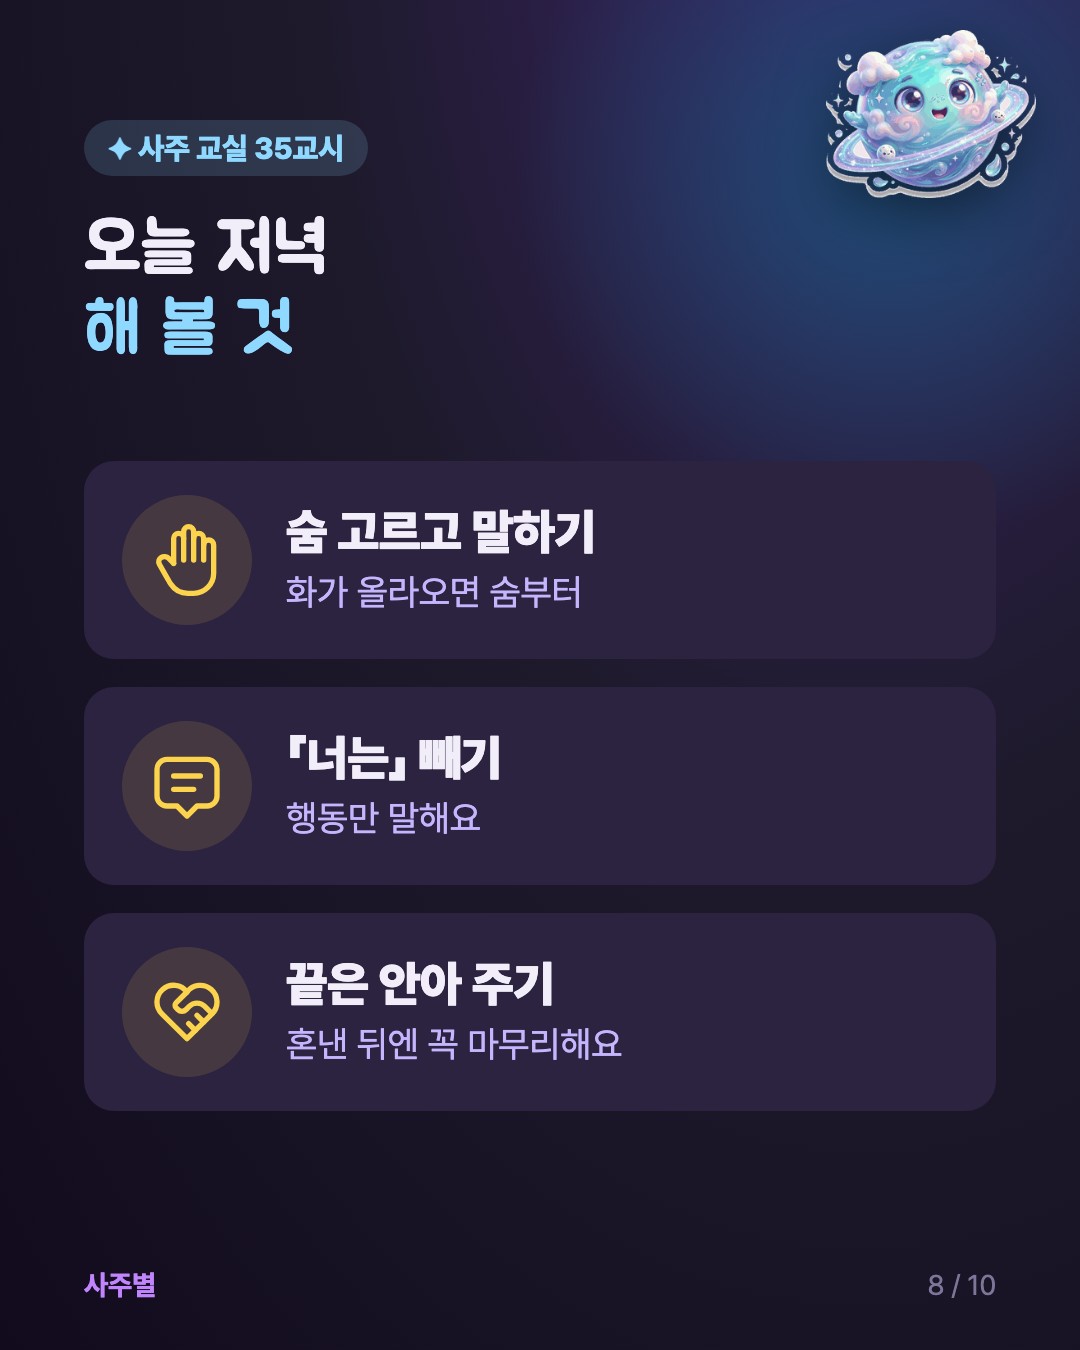 ✦ 사주 교실 35교시
오늘 저녁
해 볼 것
숨 고르고 말하기
화가 올라오면 숨부터
「너는」 빼기
행동만 말해요
끝은 안아 주기
혼낸 뒤엔 꼭 마무리해요
사주별
8 / 10